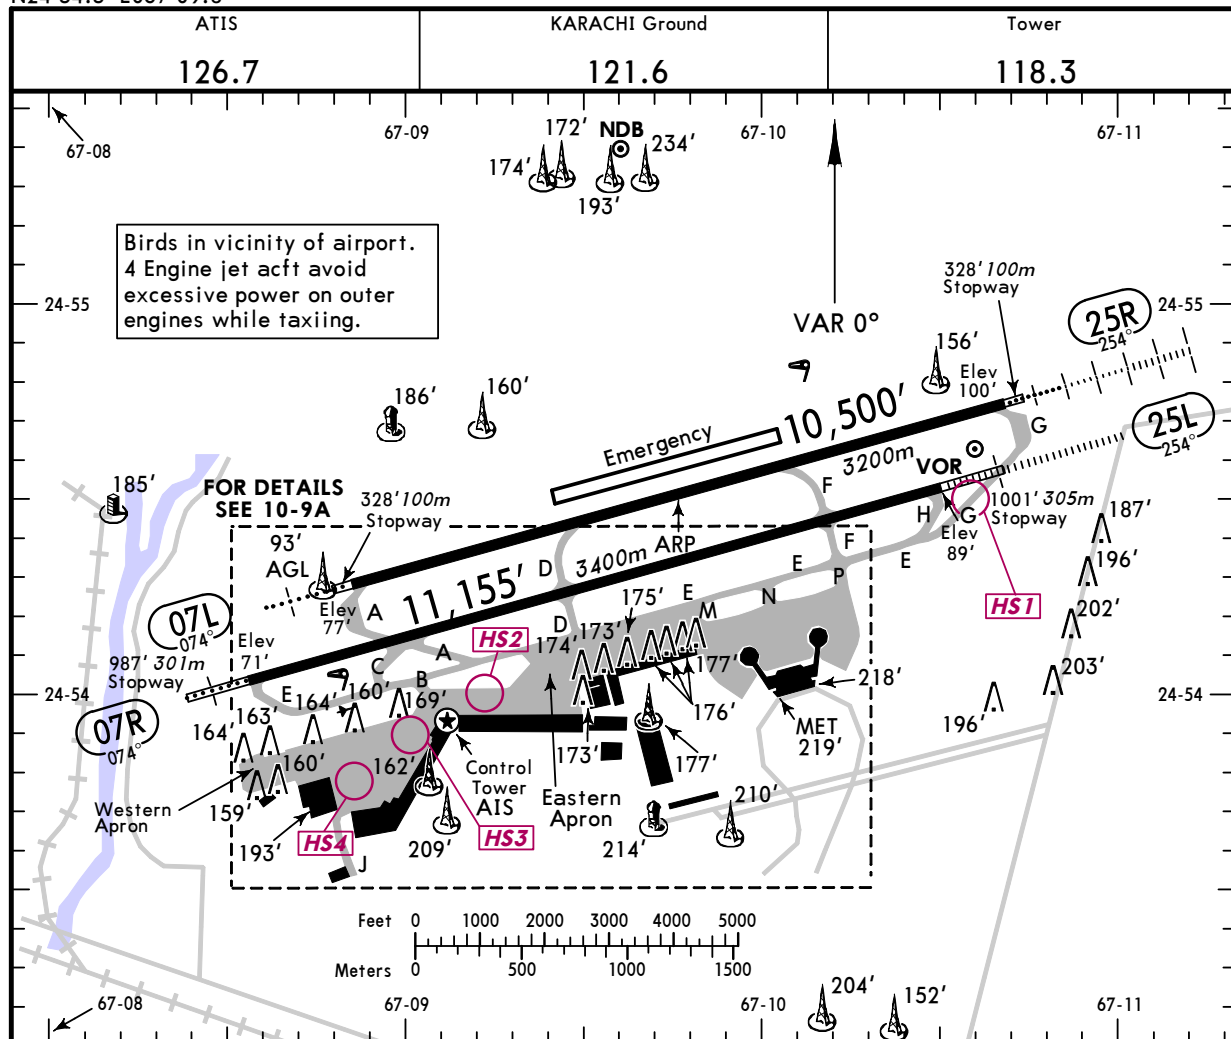 ATIS
126.7
KARACHI Ground
121.6
Tower
118.3
67-08
67-09
67-10
67-11
172'
NDB
234'
174'
193'
Birds in vicinity of airport.
4 Engine jet acft avoid
excessive power on outer
engines while taxiing.
24-55
24-55
VAR 0°
328' 100m
Stopway
25R
254°
156'
Elev
100'
186'
160'
10,500'
3200m
Emergency
G
25L
254°
VOR
185'
FOR DETAILS
SEE 10-9A
328' 100m
Stopway
F
H
G
1001' 305m
Stopway
Elev
89'
187'
93'
AGL
D
3400m
ARP
F
E
E
P
196'
11,155'
Elev
77'
A
07L
074°
175'
E
M
N
HS1
202'
987' 301m
Stopway
Elev
71'
D
HS2
174'
173'
177'
A
C
B
E
203'
218'
24-54
24-54
164'
160'
169'
07R
074°
163'
164'
176'
196'
MET
219'
173'
177'
160'
162'
Control
Tower
AIS
Eastern
Apron
159'
Western
Apron
210'
193'
HS4
209'
HS3
214'
J
Feet 0 1000 2000 3000 4000 5000
Meters 0 500 1000 1500
204'
152'
67-08
67-09
67-10
67-11